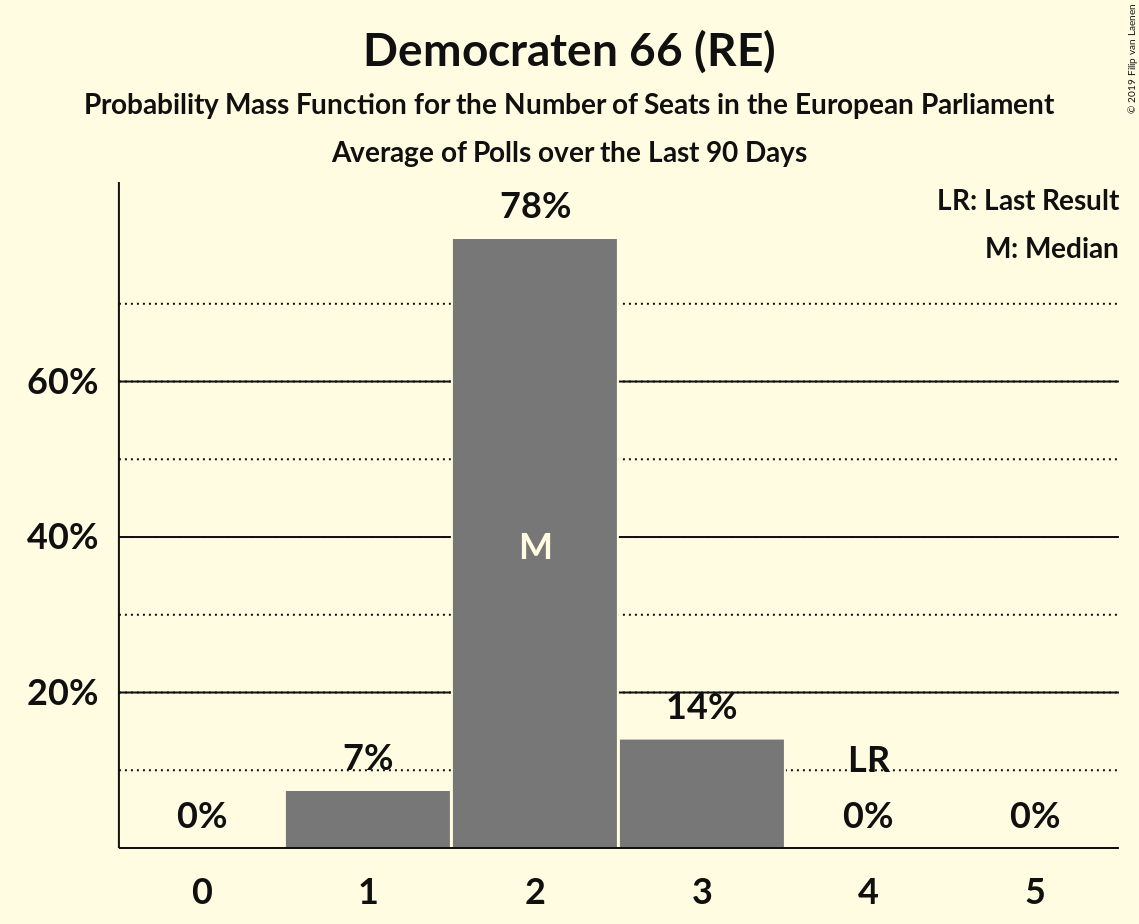 Democraten 66 (RE)
Probability Mass Function for the Number of Seats in the European Parliament
Average of Polls over the Last 90 Days
© 2019 Filip van Laenen
LR: Last Result
M: Median
78%
60%
40%
M
20%
14%
7%
LR
0%
0%
0%
0 1 2 3 4 5